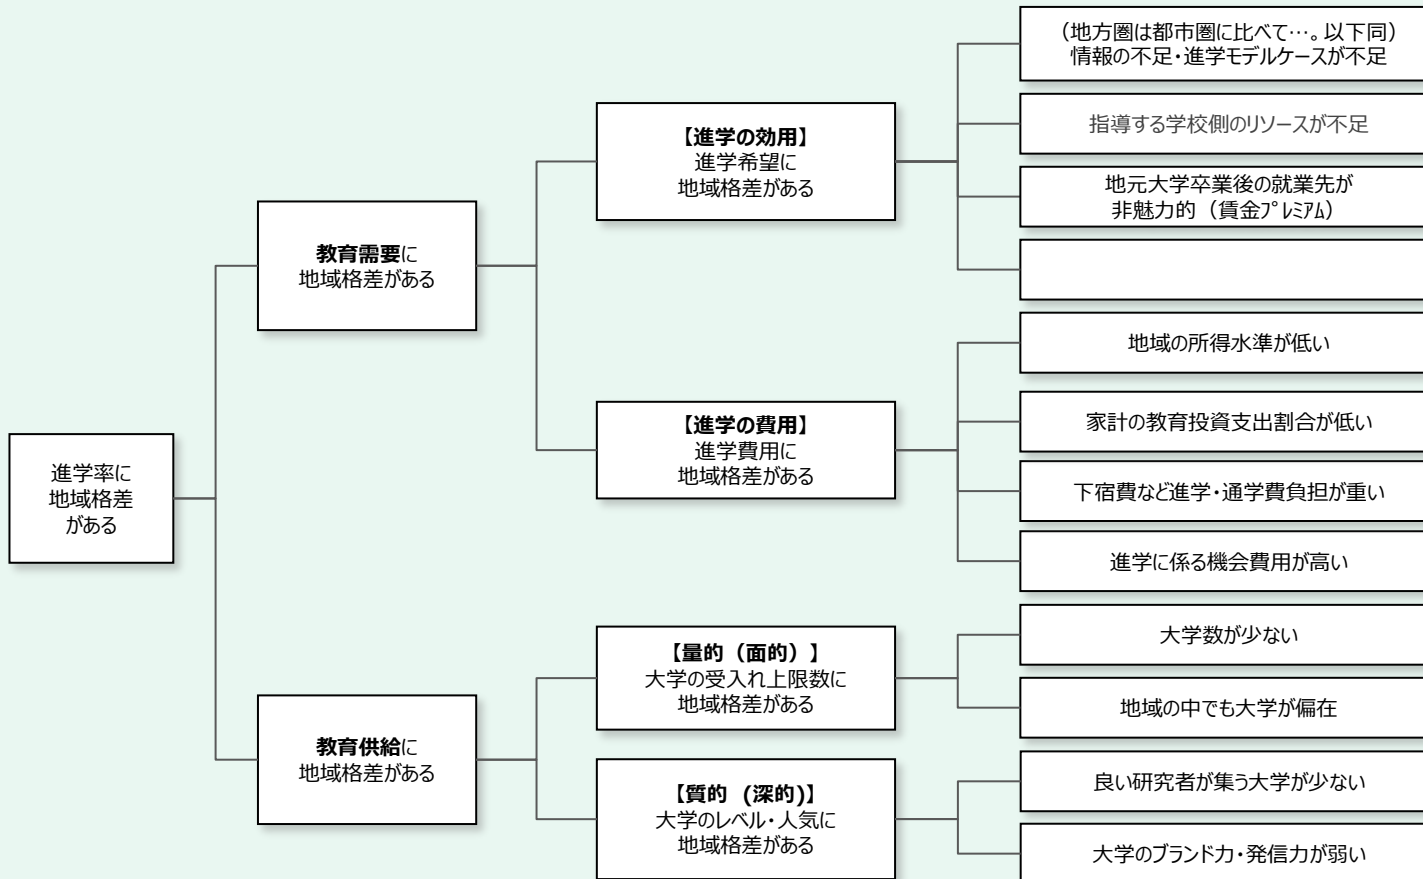 進学率に
地域格差
がある
教育需要に
地域格差がある
教育供給に
地域格差がある
【進学の効用】
進学希望に
地域格差がある
【進学の費用】
進学費用に
地域格差がある
【量的（面的）】
大学の受入れ上限数に
地域格差がある
【質的 (深的)】
大学のレベル・人気に
地域格差がある
（地方圏は都市圏に比べて…。以下同）
情報の不足・進学モデルケースが不足
指導する学校側のリソースが不足
地元大学卒業後の就業先が
非魅力的（賃金ﾌﾟﾚﾐｱﾑ）
地域の所得水準が低い
家計の教育投資支出割合が低い
下宿費など進学・通学費負担が重い
進学に係る機会費用が高い
大学数が少ない
地域の中でも大学が偏在
良い研究者が集う大学が少ない
大学のブランド力・発信力が弱い